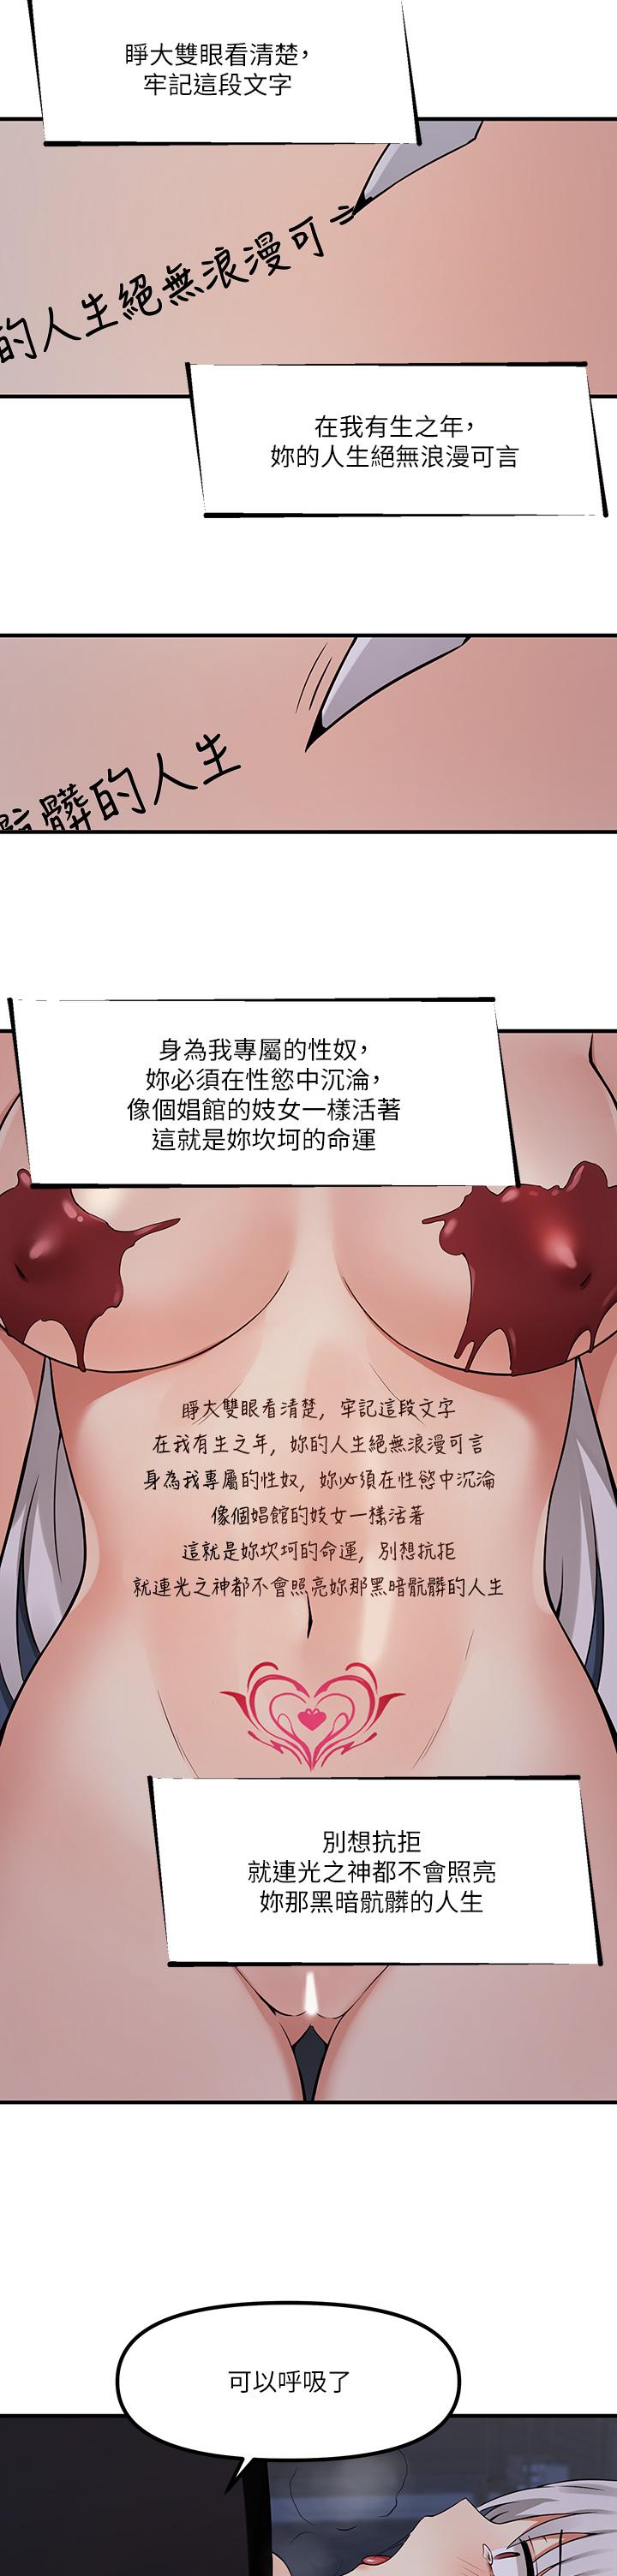 睜大雙眼看清楚，
牢記這段文字
的人生絕無浪漫可
在我有生之年，
妳的人生絕無浪漫可言
髒的人生
身為我專屬的性奴，
妳必須在性慾中沉淪，
像個娼館的妓女一樣活著
這就是妳坎坷的命運
睜大雙眼看清楚，牢記這段文字
在我有生之年，妳的人生絕無浪漫可言
身為我專屬的性奴，妳必須在性慾中沉淪
像個娼館的妓女一樣活著
這就是妳坎坷的命運，別想抗拒
就連光之神都不會照亮妳那黑暗骯髒的人生
別想抗拒
就連光之神都不會照亮
妳那黑暗骯髒的人生
可以呼吸了